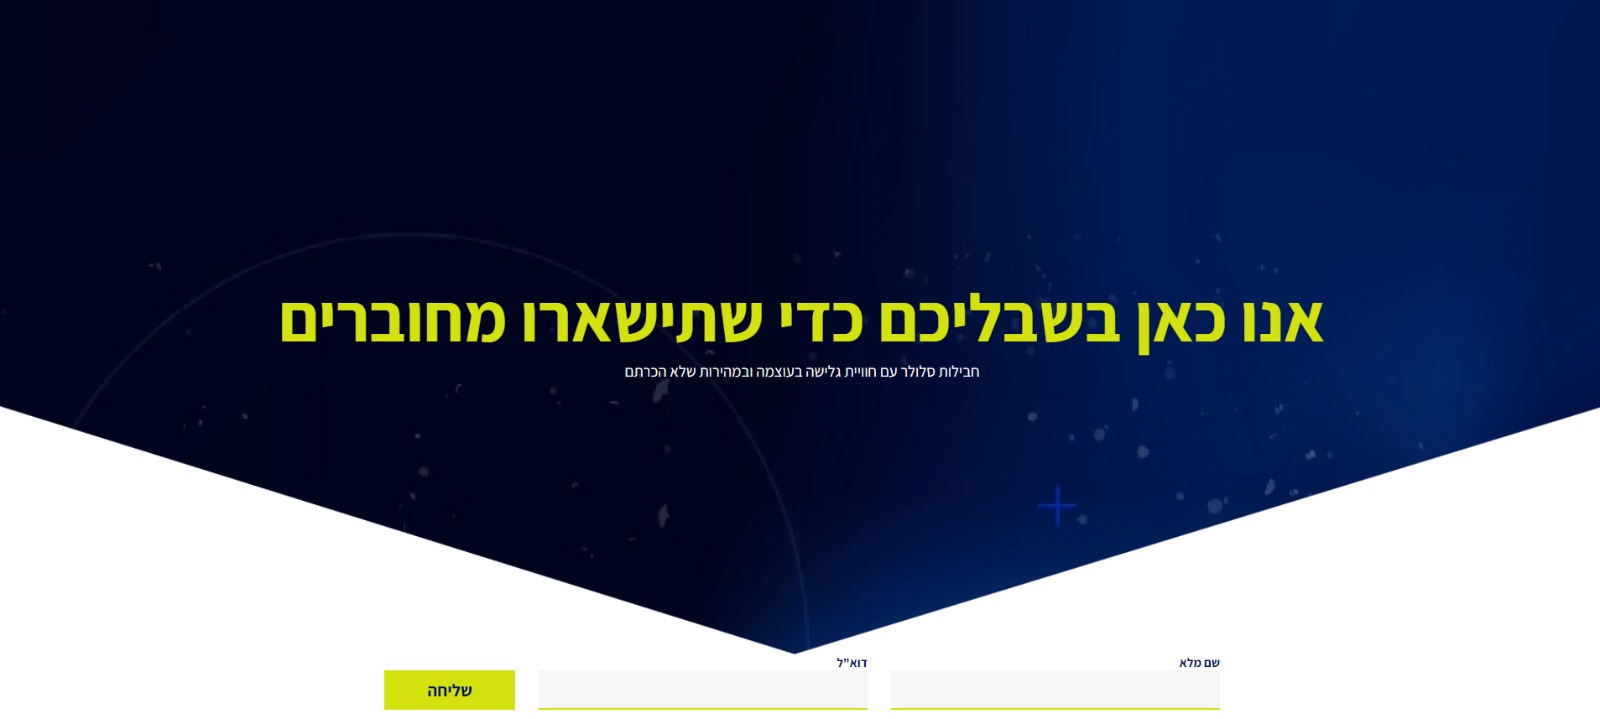 אנו כאן בשבליכם כדי שתישארו מחוברים
חבילות סלולר עם חוויית גלישה בעוצמה ובמהירות שלא הכרתם
שם מלא
דוא"ל
שליחה